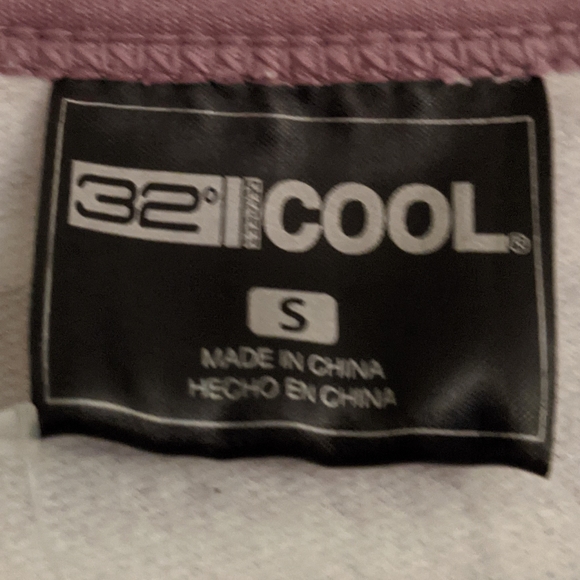 32° COOL®
S
MADE IN CHINA
HECHO EN CHINA